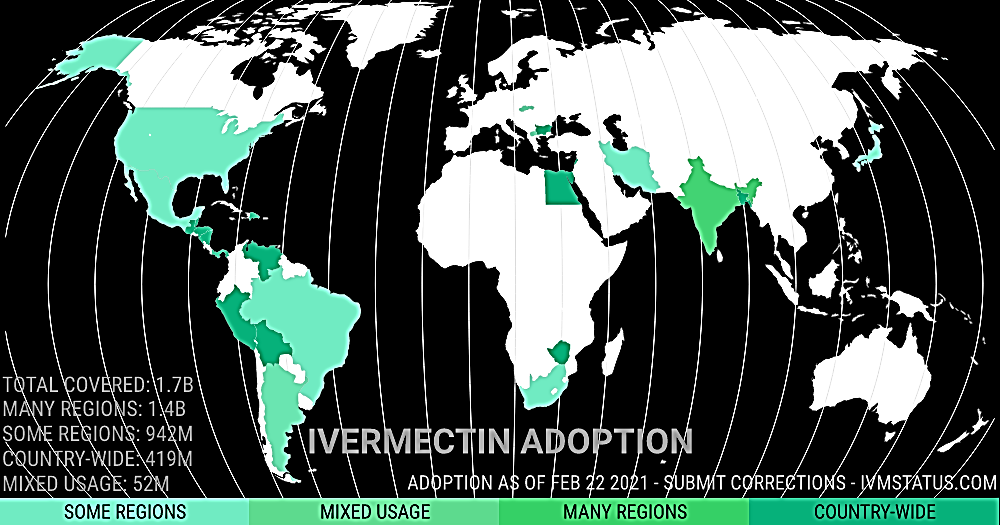 TOTAL COVERED: 1.7B
MANY REGIONS: 1.4B
SOME REGIONS: 942M
COUNTRY-WIDE: 419M
MIXED USAGE: 52M
IVERMECTIN ADOPTION
ADOPTION AS OF FEB 22 2021 - SUBMIT CORRECTIONS - IVMSTATUS.COM
SOME REGIONS MIXED USAGE MANY REGIONS COUNTRY-WIDE